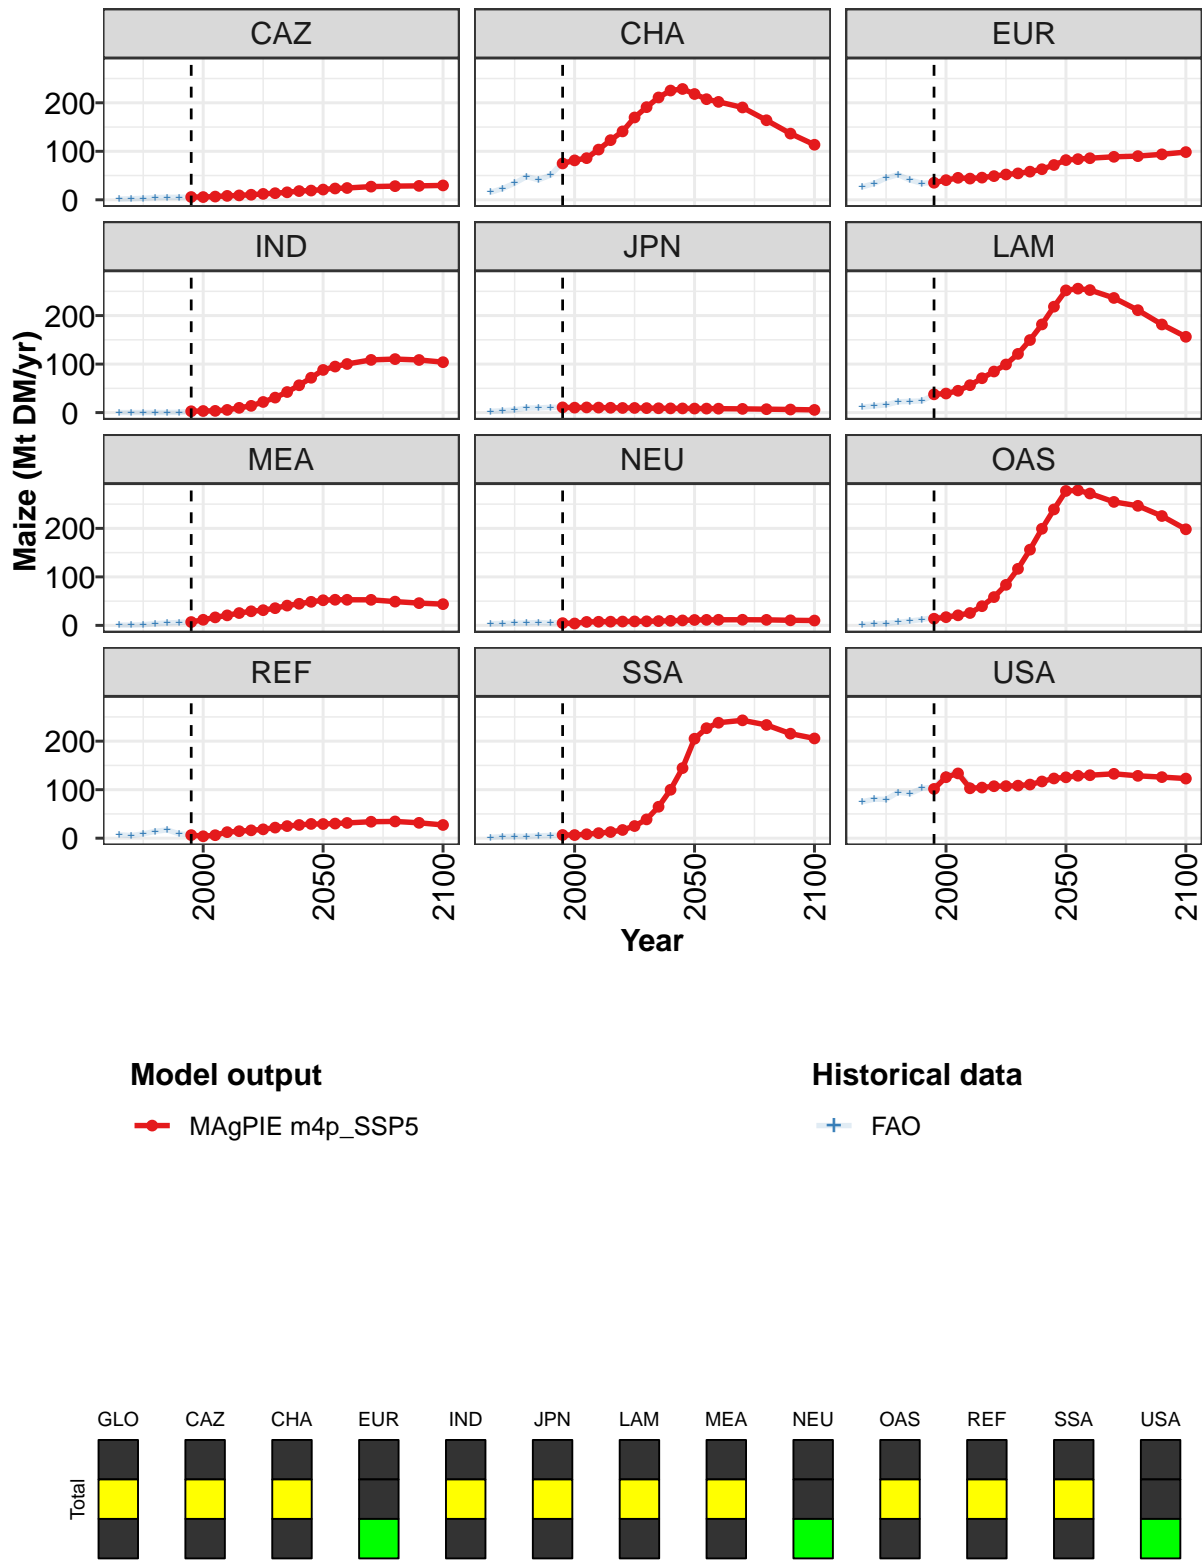 CAZ CHA EUR
200
100
0
IND JPN LAM
200
100
0
MEA NEU OAS
200
100
0
REF SSA USA
200
100
0
2000 2050 2100 2000 2050 2100 2000 2050 2100
Year
Maize (Mt DM/yr)
Model output Historical data
MAgPIE m4p_SSP5 FAO
GLO CAZ CHA EUR IND JPN LAM MEA NEU OAS REF SSA USA
Total